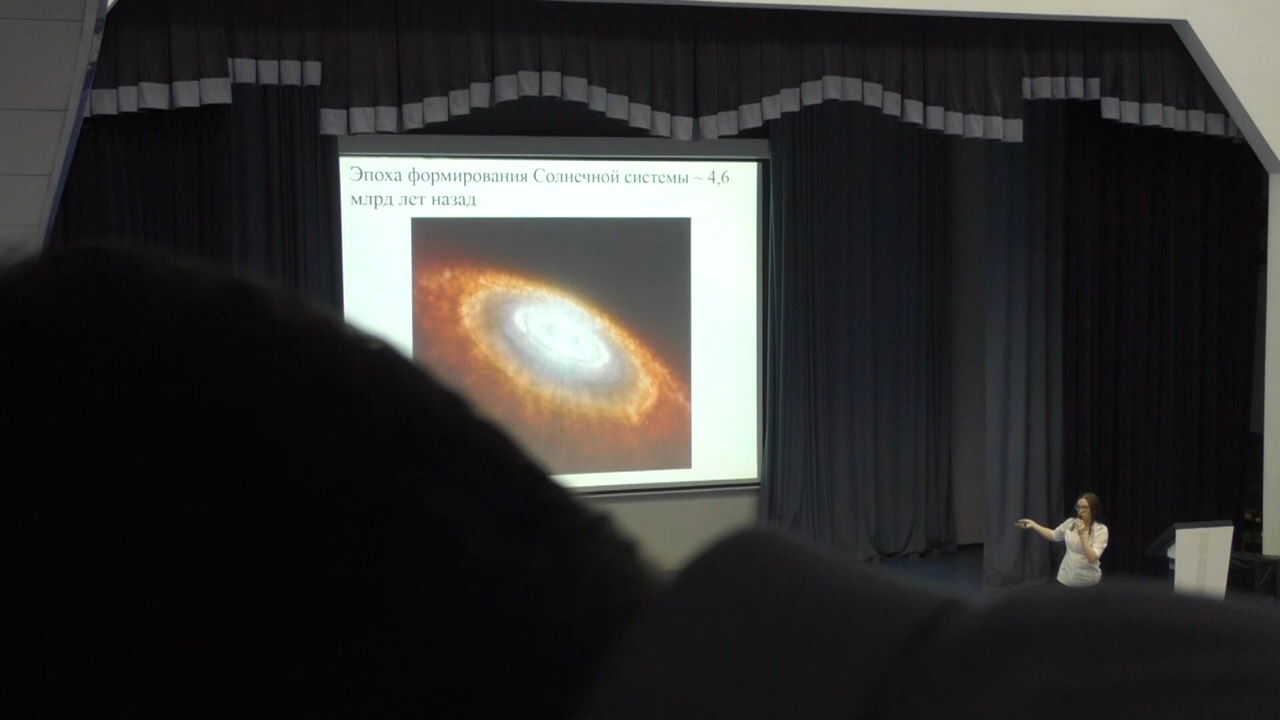 Эпоха формирования Солнечной системы ~ 4,6
млрд лет назад